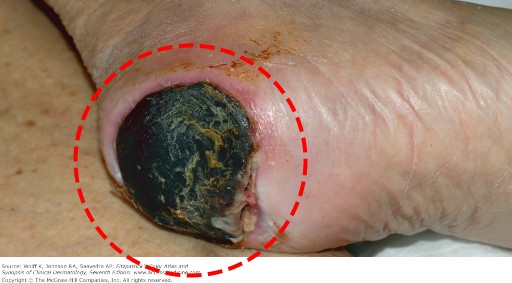 Source: Wolff K, Johnson RA, Saavedra AP: Fitzpatrick's Color Atlas and
Synopsis of Clinical Dermatology, Seventh Edition: www.accessmedicine.com
Copyright © The McGraw-Hill Companies, Inc. All rights reserved.